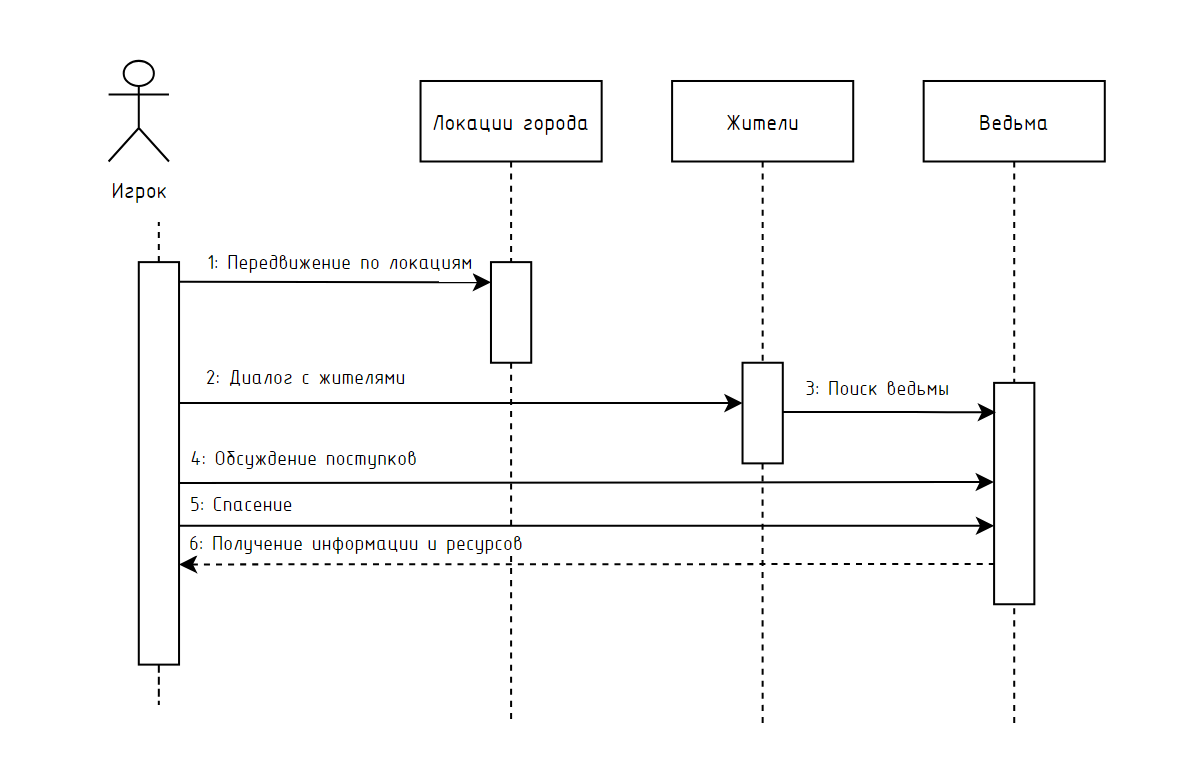 Локации города
Жители
Ведьма
Игрок
1: Передвижение по локациям
2: Диалог с жителями
3: Поиск ведьмы
4: Обсуждение поступков
5: Спасение
6: Получение информации и ресурсов